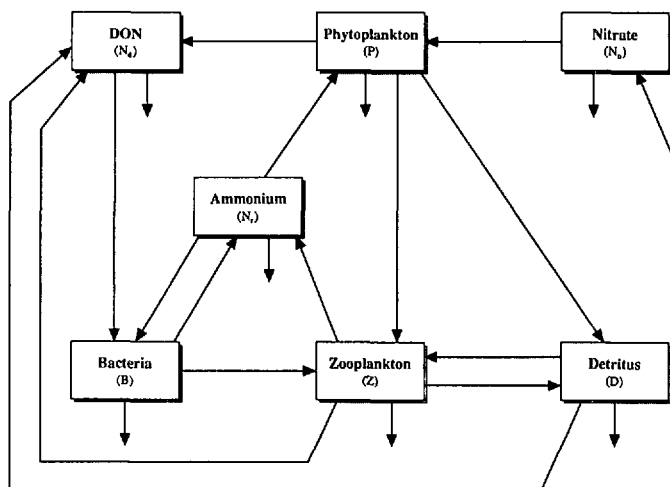 DON
(N_d)
Phytoplankton
(P)
Nitrate
(N_n)
Ammonium
(N_r)
Bacteria
(B)
Zooplankton
(Z)
Detritus
(D)